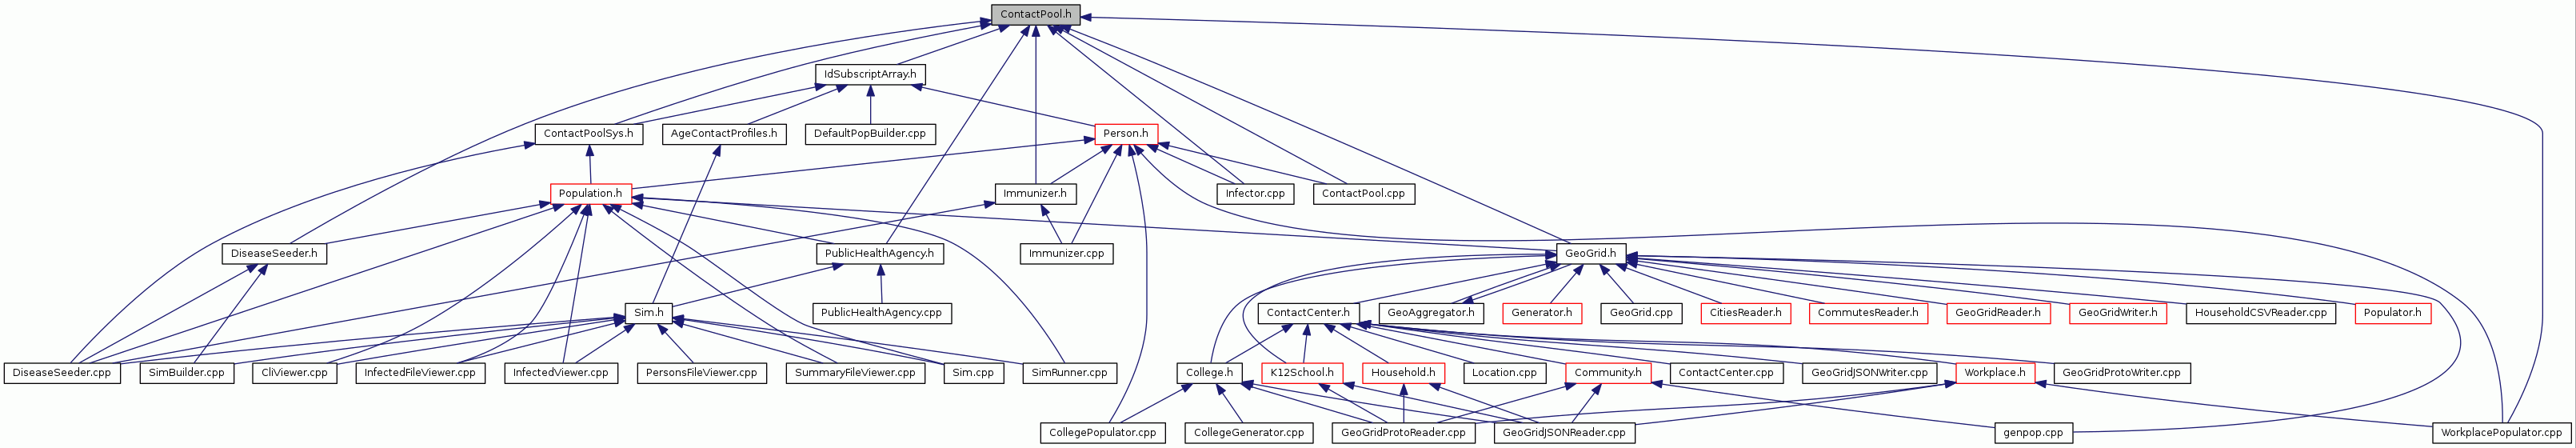 ContactPool.h
IdSubscriptArray.h
ContactPoolSys.h
AgeContactProfiles.h
DefaultPopBuilder.cpp
Person.h
Population.h
Immunizer.h
Infector.cpp
ContactPool.cpp
DiseaseSeeder.h
PublicHealthAgency.h
Immunizer.cpp
GeoGrid.h
Sim.h
PublicHealthAgency.cpp
ContactCenter.h
GeoAggregator.h
Generator.h
GeoGrid.cpp
CitiesReader.h
CommutesReader.h
GeoGridReader.h
GeoGridWriter.h
HouseholdCSVReader.cpp
Populator.h
DiseaseSeeder.cpp
SimBuilder.cpp
CliViewer.cpp
InfectedFileViewer.cpp
InfectedViewer.cpp
PersonsFileViewer.cpp
SummaryFileViewer.cpp
Sim.cpp
SimRunner.cpp
College.h
K12School.h
Household.h
Location.cpp
Community.h
ContactCenter.cpp
GeoGridJSONWriter.cpp
Workplace.h
GeoGridProtoWriter.cpp
CollegePopulator.cpp
CollegeGenerator.cpp
GeoGridProtoReader.cpp
GeoGridJSONReader.cpp
genpop.cpp
WorkplacePopulator.cpp